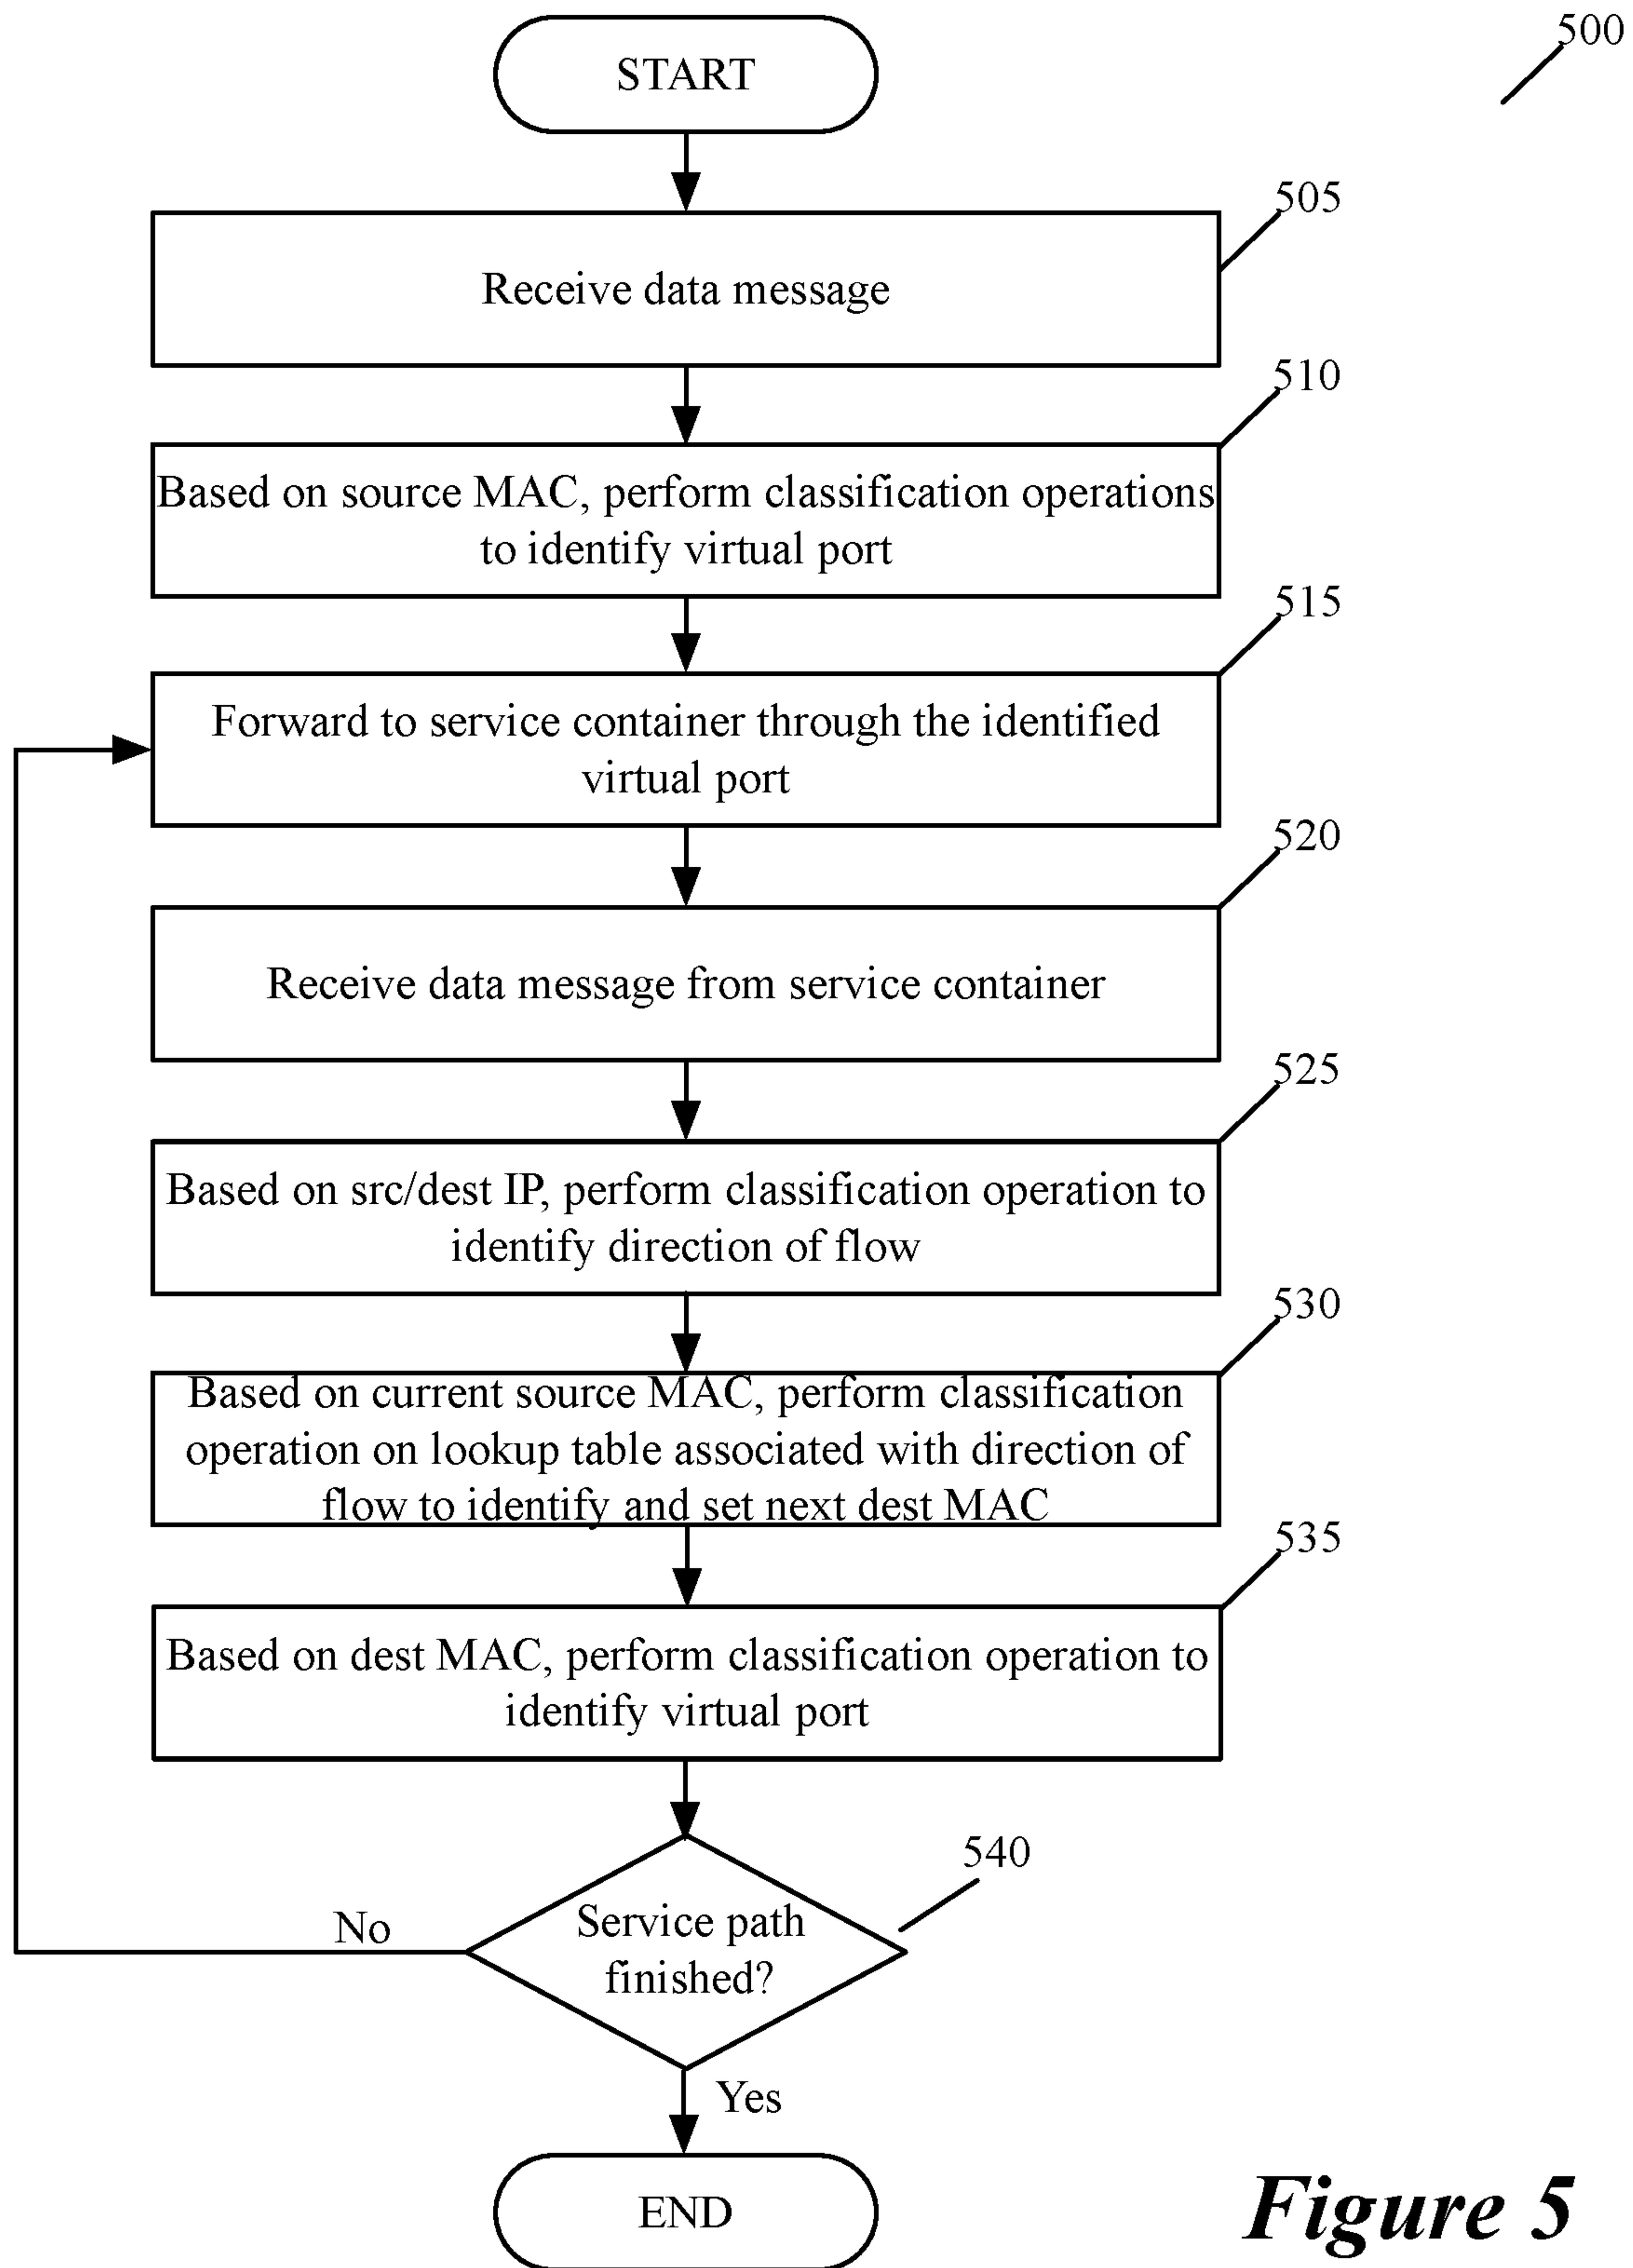 500
START
505
Receive data message
510
Based on source MAC, perform classification operations
to identify virtual port
515
Forward to service container through the identified
virtual port
520
Receive data message from service container
525
Based on src/dest IP, perform classification operation to
identify direction of flow
530
Based on current source MAC, perform classification
operation on lookup table associated with direction of
flow to identify and set next dest MAC
535
Based on dest MAC, perform classification operation to
identify virtual port
540
Service path
finished?
No
Yes
END
Figure 5